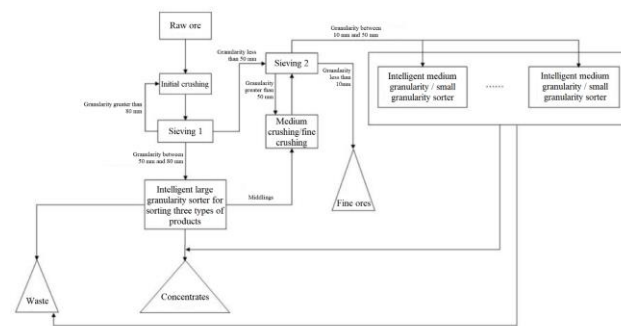 Raw ore
Initial crushing
Granularity greater than
80 mm
Sieving 1
Granularity between
50 mm and 80 mm
Intelligent large
granularity sorter for
sorting three types of
products
Waste
Concentrates
Granularity less
than 50 mm
Sieving 2
Granularity
greater than
50 mm
Medium
crushing/fine
crushing
Middlings
Granularity between
10 mm and 50 mm
Granularity
less than
10mm
Fine ores
Intelligent medium
granularity / small
granularity sorter
......
Intelligent medium
granularity / small
granularity sorter